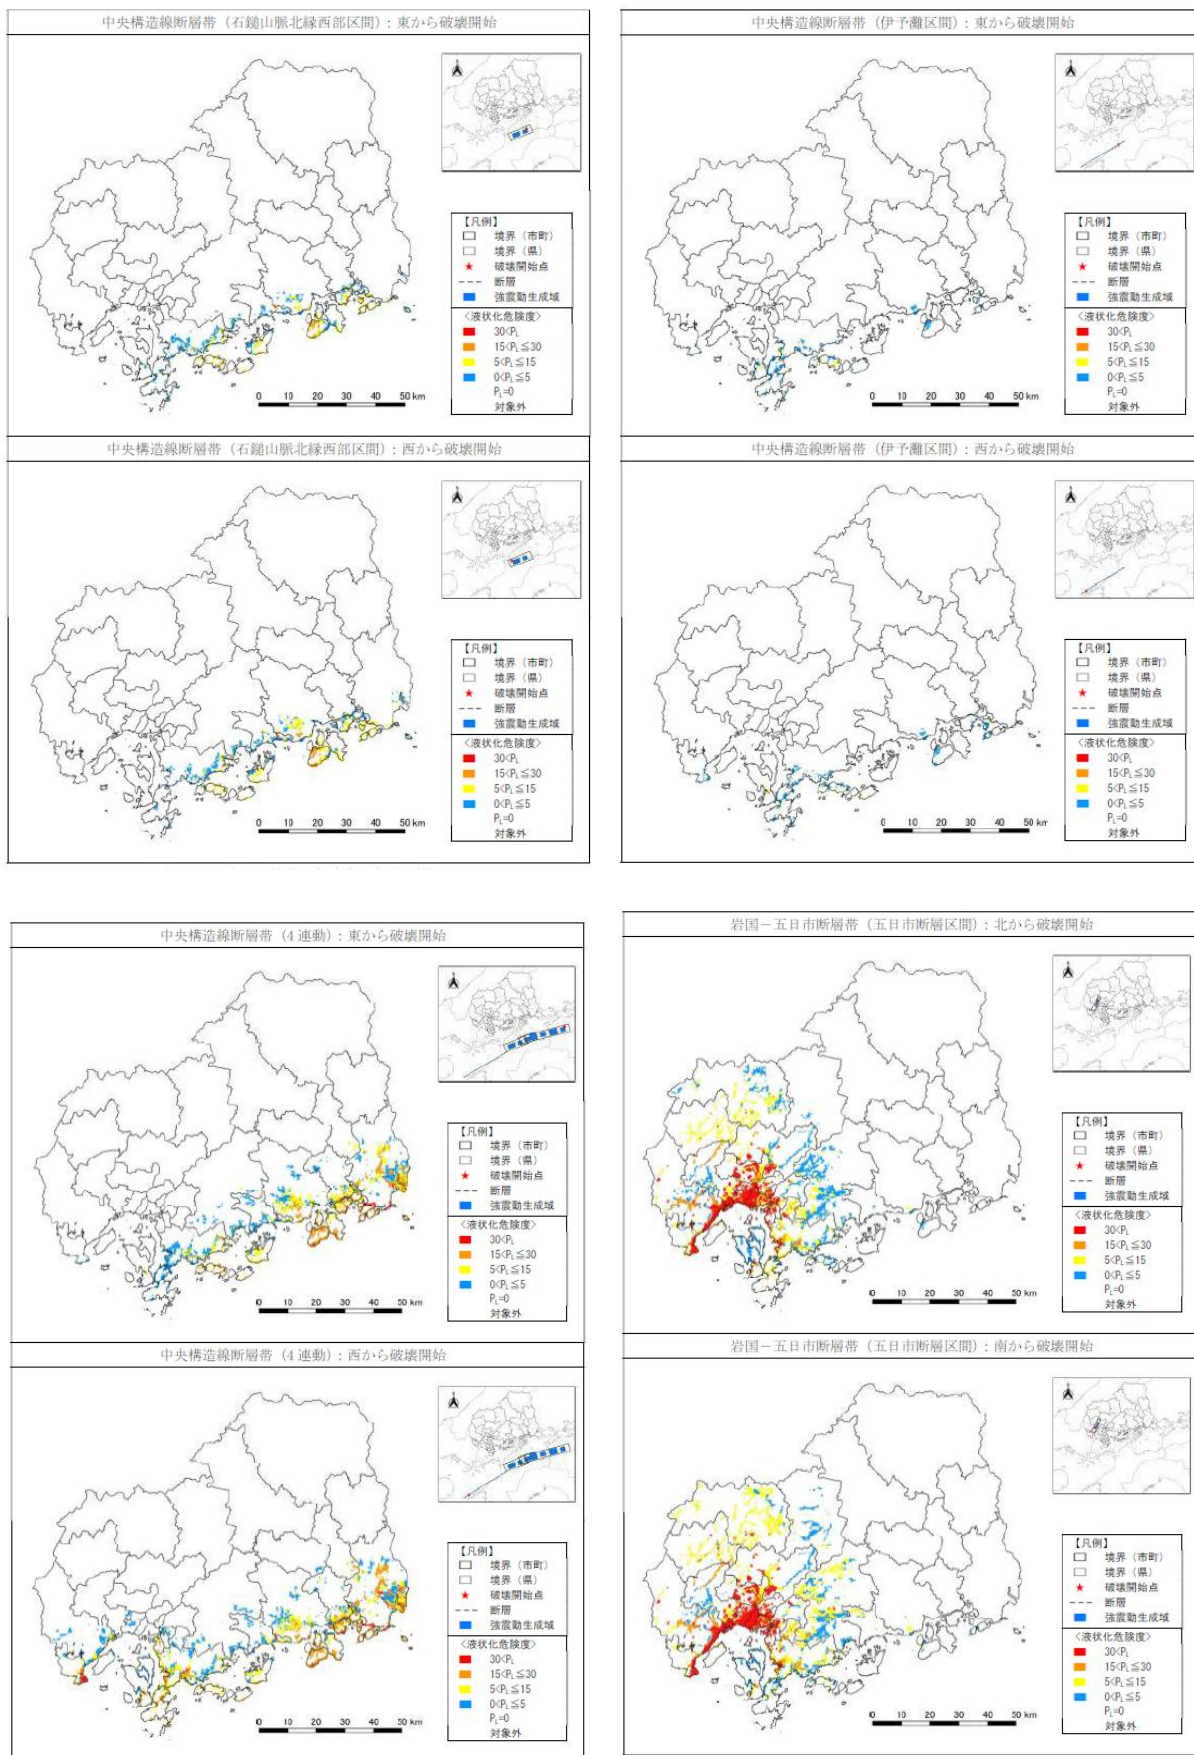 中央構造線断層帯（石鎚山脈北縁西部区間）：東から破壊開始
【凡例】
境界（市町）
境界（県）
破壊開始点
断層
強震動生成域
<液状化危険度>
30<PL
15<PL≦30
5<PL≦15
0<PL≦5
PL=0
対象外
0 10 20 30 40 50 km
中央構造線断層帯（伊予灘区間）：東から破壊開始
【凡例】
境界（市町）
境界（県）
破壊開始点
断層
強震動生成域
<液状化危険度>
30<PL
15<PL≦30
5<PL≦15
0<PL≦5
PL=0
対象外
0 10 20 30 40 50 km
中央構造線断層帯（石鎚山脈北縁西部区間）：西から破壊開始
【凡例】
境界（市町）
境界（県）
破壊開始点
断層
強震動生成域
<液状化危険度>
30<PL
15<PL≦30
5<PL≦15
0<PL≦5
PL=0
対象外
0 10 20 30 40 50 km
中央構造線断層帯（伊予灘区間）：西から破壊開始
【凡例】
境界（市町）
境界（県）
破壊開始点
断層
強震動生成域
<液状化危険度>
30<PL
15<PL≦30
5<PL≦15
0<PL≦5
PL=0
対象外
0 10 20 30 40 50 km
中央構造線断層帯（4連動）：東から破壊開始
【凡例】
境界（市町）
境界（県）
破壊開始点
断層
強震動生成域
<液状化危険度>
30<PL
15<PL≦30
5<PL≦15
0<PL≦5
PL=0
対象外
0 10 20 30 40 50 km
岩国－五日市断層帯（五日市断層区間）：北から破壊開始
【凡例】
境界（市町）
境界（県）
破壊開始点
断層
強震動生成域
<液状化危険度>
30<PL
15<PL≦30
5<PL≦15
0<PL≦5
PL=0
対象外
0 10 20 30 40 50 km
中央構造線断層帯（4連動）：西から破壊開始
【凡例】
境界（市町）
境界（県）
破壊開始点
断層
強震動生成域
<液状化危険度>
30<PL
15<PL≦30
5<PL≦15
0<PL≦5
PL=0
対象外
0 10 20 30 40 50 km
岩国－五日市断層帯（五日市断層区間）：南から破壊開始
【凡例】
境界（市町）
境界（県）
破壊開始点
断層
強震動生成域
<液状化危険度>
30<PL
15<PL≦30
5<PL≦15
0<PL≦5
PL=0
対象外
0 10 20 30 40 50 km